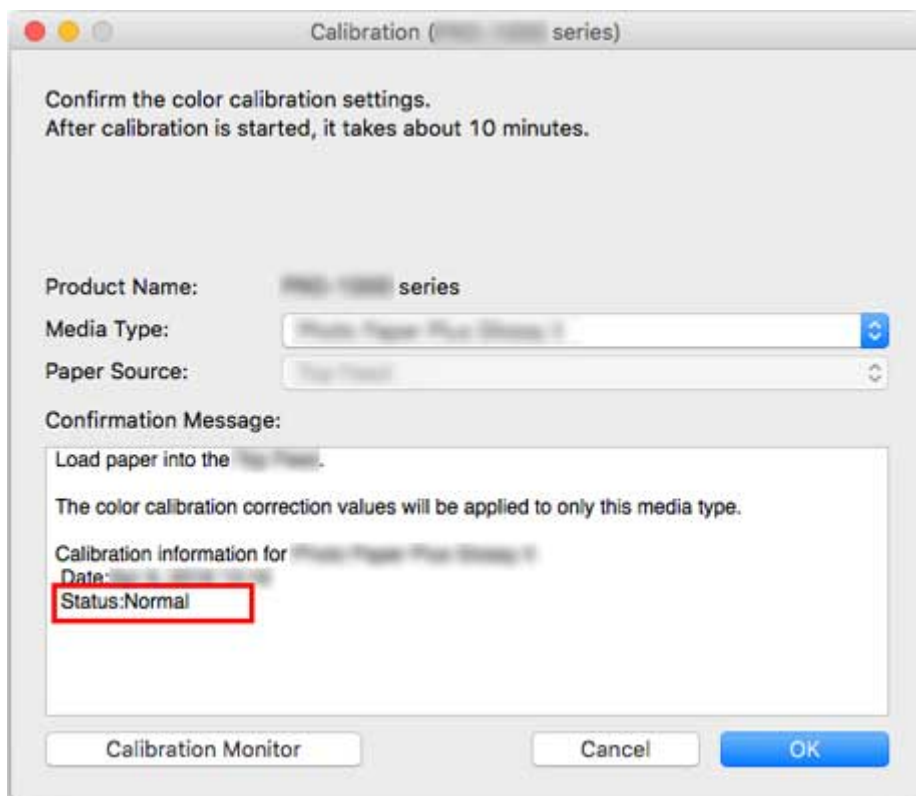 Calibration ( series)
Confirm the color calibration settings.
After calibration is started, it takes about 10 minutes.
Product Name: series
Media Type:
Paper Source:
Confirmation Message:
Load paper into the .
The color calibration correction values will be applied to only this media type.
Calibration information for
Date:
Status:Normal
Calibration Monitor Cancel OK